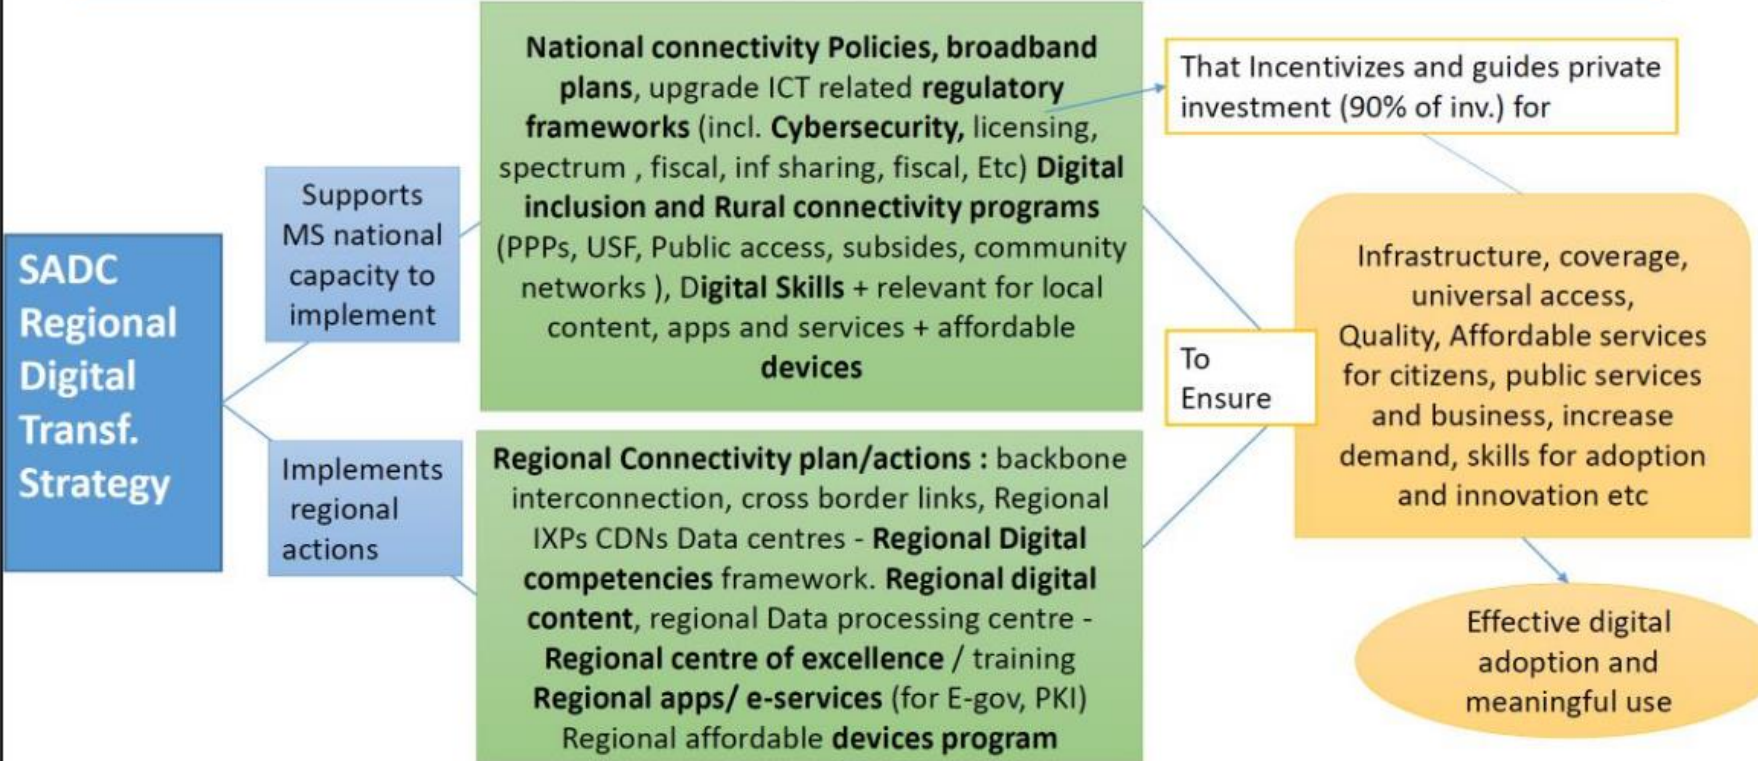 SADC
Regional
Digital
Transf.
Strategy
Supports
MS national
capacity to
implement
Implements
regional
actions
National connectivity Policies, broadband
plans, upgrade ICT related regulatory
frameworks (incl. Cybersecurity, licensing,
spectrum , fiscal, inf sharing, fiscal, Etc) Digital
inclusion and Rural connectivity programs
(PPPs, USF, Public access, subsides, community
networks ), Digital Skills + relevant for local
content, apps and services + affordable
devices
Regional Connectivity plan/actions : backbone
interconnection, cross border links, Regional
IXPs CDNs Data centres - Regional Digital
competencies framework. Regional digital
content, regional Data processing centre -
Regional centre of excellence / training
Regional apps/ e-services (for E-gov, PKI)
Regional affordable devices program
That Incentivizes and guides private
investment (90% of inv.) for
To
Ensure
Infrastructure, coverage,
universal access,
Quality, Affordable services
for citizens, public services
and business, increase
demand, skills for adoption
and innovation etc
Effective digital
adoption and
meaningful use